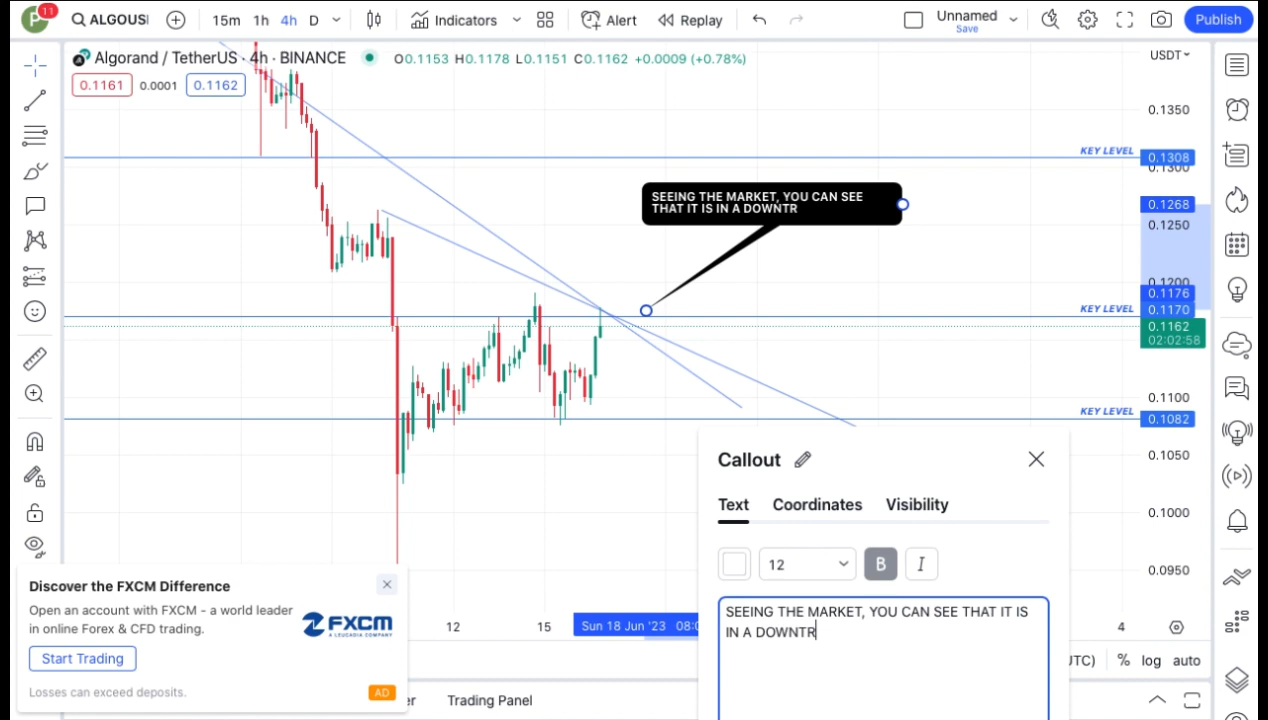 P 11 ALGOUSI 15m 1h 4h D Indicators Alert Replay Unnamed Save Publish
Algorand / TetherUS · 4h · BINANCE O0.1153 H0.1178 L0.1151 C0.1162 +0.0009 (+0.78%) USDT
0.1161 0.0001 0.1162
0.1350
KEY LEVEL 0.1308
0.1300
SEEING THE MARKET, YOU CAN SEE
THAT IT IS IN A DOWNTR
0.1268
0.1250
0.1200
0.1176
KEY LEVEL 0.1170
0.1162
02:02:58
0.1100
KEY LEVEL 0.1082
0.1050
0.1000
0.0950
Callout
Text Coordinates Visibility
12 B I
SEEING THE MARKET, YOU CAN SEE THAT IT IS
IN A DOWNTR
Discover the FXCM Difference
Open an account with FXCM - a world leader
in online Forex & CFD trading.
FXCM
A LEUCADIA COMPANY
Start Trading
Losses can exceed deposits. AD
12 15 Sun 18 Jun '23 08:0 4
UTC) % log auto
er Trading Panel